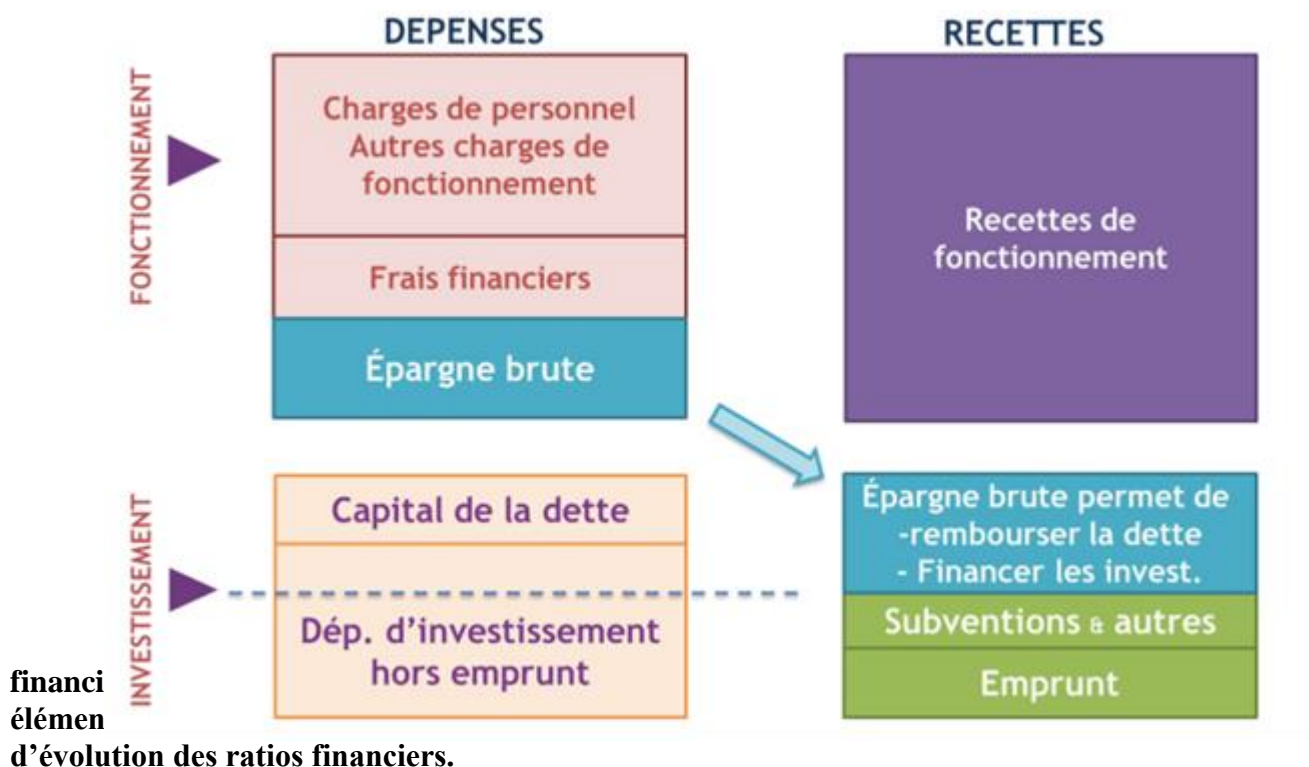 DEPENSES
RECETTES
FONCTIONNEMENT
Charges de personnel
Autres charges de
fonctionnement
Frais financiers
Épargne brute
Recettes de
fonctionnement
INVESTISSEMENT
Capital de la dette
Dép. d'investissement
hors emprunt
Épargne brute permet de
-rembourser la dette
- Financer les invest.
Subventions & autres
Emprunt
financi
élémen
d'évolution des ratios financiers.